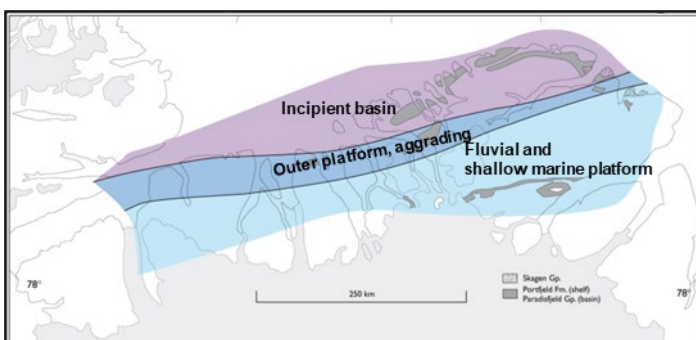 Incipient basin
Outer platform, aggrading
Fluvial and
shallow marine platform
78°
78°
250 km
Skagen Gp.
Portfjeld Fm. (shelf)
Paradisfjeld Gp. (basin)